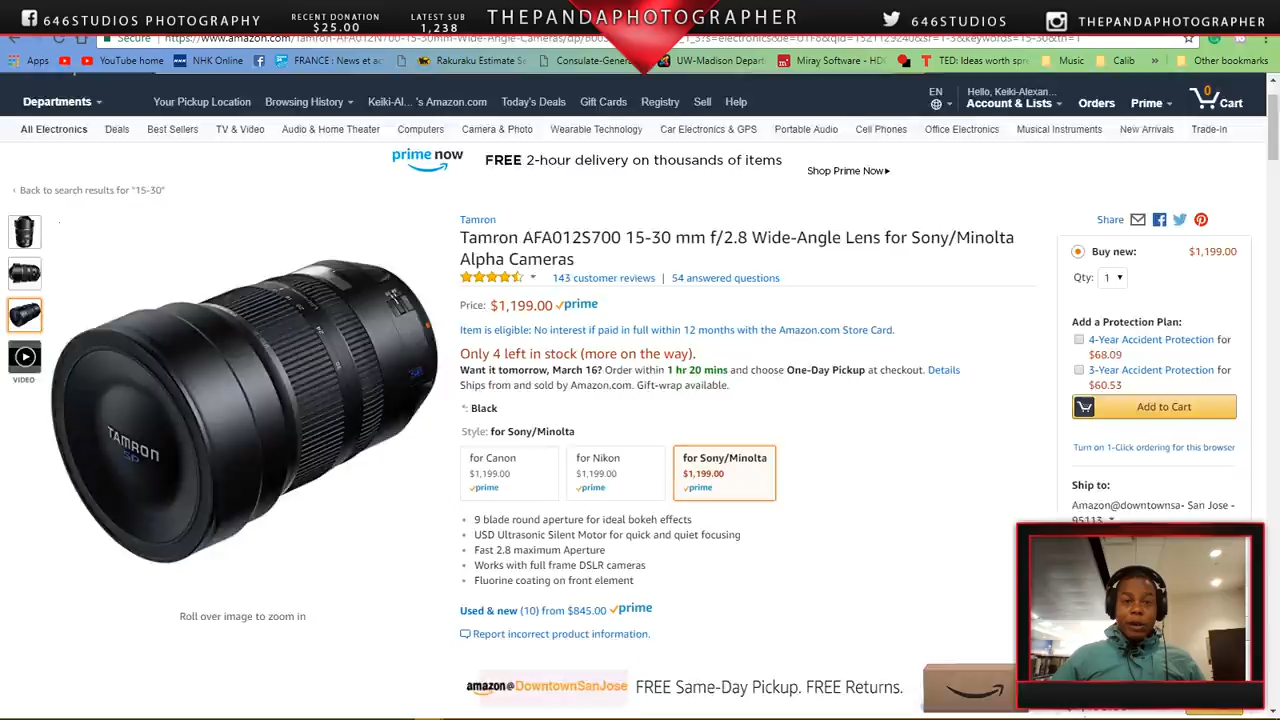 646STUDIOS PHOTOGRAPHY
RECENT DONATION
$25.00
LATEST SUB
1,238
THEPANDAPHOTOGRAPHER
646STUDIOS
THEPANDAPHOTOGRAPHER
Secure
Apps YouTube home NHK Online FRANCE: News et ac Rakuraku Estimate Se Consulate-Gener UW-Madison Depart Miray Software - HDC TED: Ideas worth spre Music Calib » Other bookmarks
Departments Your Pickup Location Browsing History Keiki-Al... 's Amazon.com Today's Deals Gift Cards Registry Sell Help EN Hello, Keiki-Alexan... Account & Lists Orders Prime 0 Cart
All Electronics Deals Best Sellers TV & Video Audio & Home Theater Computers Camera & Photo Wearable Technology Car Electronics & GPS Portable Audio Cell Phones Office Electronics Musical Instruments New Arrivals Trade-In
prime now FREE 2-hour delivery on thousands of items Shop Prime Now▸
‹ Back to search results for "15-30"
Tamron
Tamron AFA012S700 15-30 mm f/2.8 Wide-Angle Lens for Sony/Minolta
Alpha Cameras
143 customer reviews | 54 answered questions
Price: $1,199.00 prime
Item is eligible: No interest if paid in full within 12 months with the Amazon.com Store Card.
Only 4 left in stock (more on the way).
Want it tomorrow, March 16? Order within 1 hr 20 mins and choose One-Day Pickup at checkout. Details
Ships from and sold by Amazon.com. Gift-wrap available.
*: Black
Style: for Sony/Minolta
for Canon
$1,199.00
prime
for Nikon
$1,199.00
prime
for Sony/Minolta
$1,199.00
prime
• 9 blade round aperture for ideal bokeh effects
• USD Ultrasonic Silent Motor for quick and quiet focusing
• Fast 2.8 maximum Aperture
• Works with full frame DSLR cameras
• Fluorine coating on front element
Used & new (10) from $845.00 prime
Report incorrect product information.
VIDEO
TAMRON
SP
Roll over image to zoom in
Share
Buy new: $1,199.00
Qty: 1
Add a Protection Plan:
4-Year Accident Protection for
$68.09
3-Year Accident Protection for
$60.53
Add to Cart
Turn on 1-Click ordering for this browser
Ship to:
Amazon@downtownsa- San Jose -
95113
amazon@DowntownSanJose FREE Same-Day Pickup. FREE Returns.